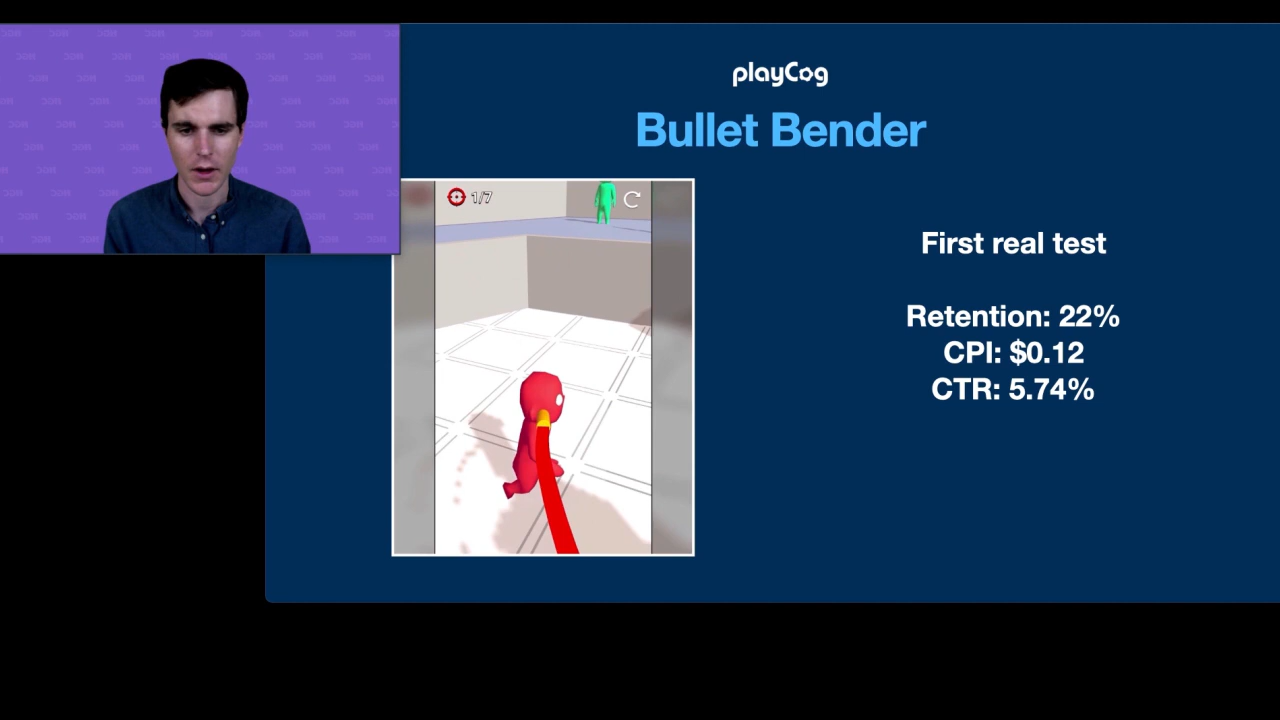 playCog
Bullet Bender
1/7
First real test
Retention: 22%
CPI: $0.12
CTR: 5.74%